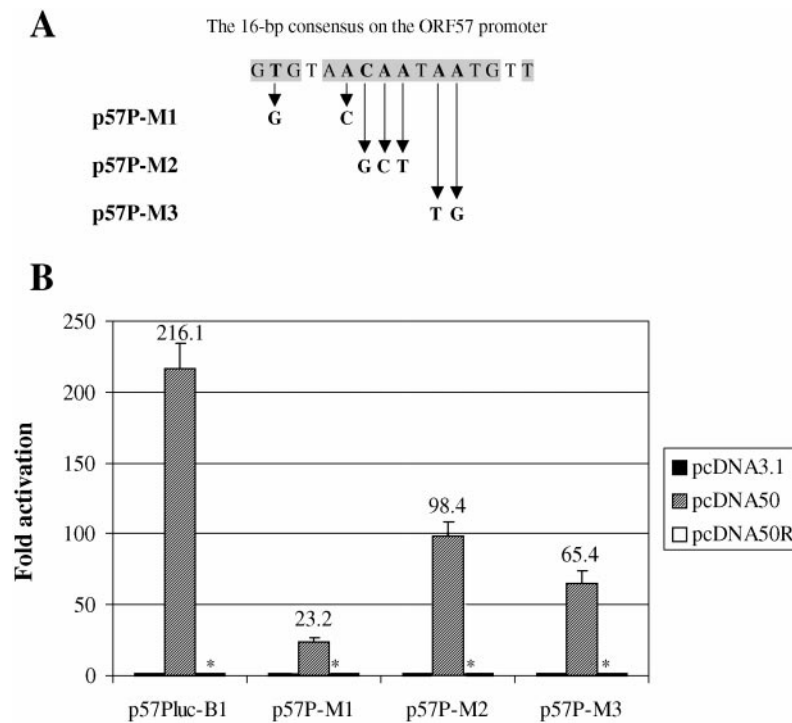 A
The 16-bp consensus on the ORF57 promoter
G T G T A A C A A T A A T G T T
p57P-M1 G C
p57P-M2 G C T
p57P-M3 T G
B
Fold activation
250
200
150
100
50
0
216.1
23.2
98.4
65.4
* * * *
p57Pluc-B1 p57P-M1 p57P-M2 p57P-M3
pcDNA3.1
pcDNA50
pcDNA50R